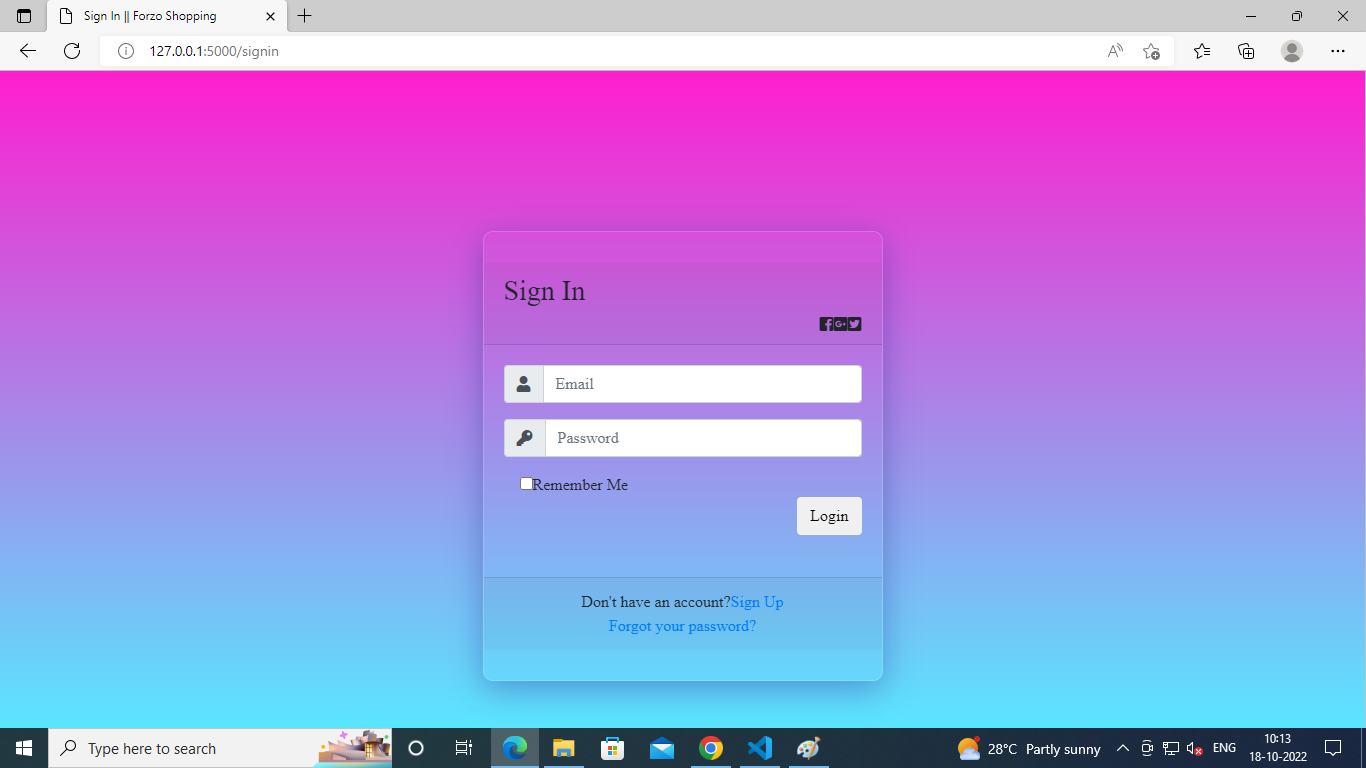 Sign In || Forzo Shopping
127.0.0.1:5000/signin
Sign In
Email
Password
Remember Me
Login
Don't have an account?Sign Up
Forgot your password?
Type here to search
28°C Partly sunny
ENG
10:13
18-10-2022